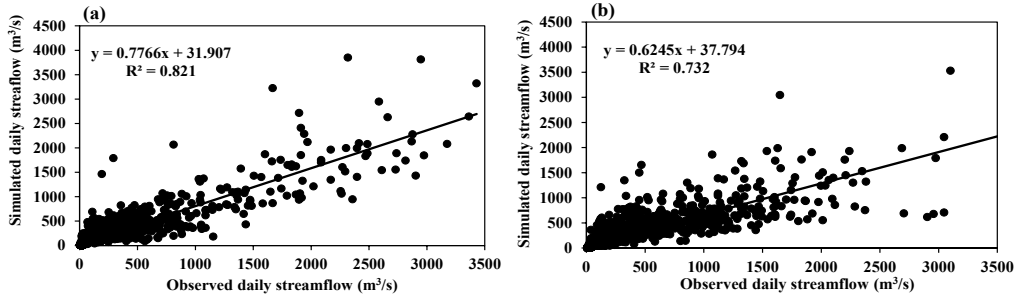 (a)
y = 0.7766x + 31.907
R² = 0.821
Simulated daily streaflow (m³/s)
4500
4000
3500
3000
2500
2000
1500
1000
500
0
0 500 1000 1500 2000 2500 3000 3500
Observed daily streamflow (m³/s)
(b)
y = 0.6245x + 37.794
R² = 0.732
Simulated daily streamflow (m³/s)
4500
4000
3500
3000
2500
2000
1500
1000
500
0
0 500 1000 1500 2000 2500 3000 3500
Observed daily streamflow (m³/s)